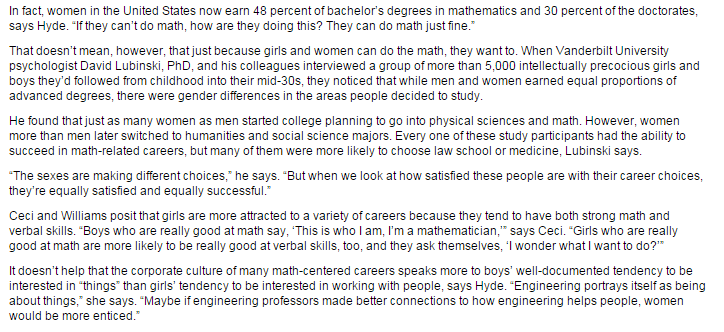 In fact, women in the United States now earn 48 percent of bachelor's degrees in mathematics and 30 percent of the doctorates,
says Hyde. “If they can’t do math, how are they doing this? They can do math just fine.”
That doesn’t mean, however, that just because girls and women can do the math, they want to. When Vanderbilt University
psychologist David Lubinski, PhD, and his colleagues interviewed a group of more than 5,000 intellectually precocious girls and
boys they’d followed from childhood into their mid-30s, they noticed that while men and women earned equal proportions of
advanced degrees, there were gender differences in the areas people decided to study.
He found that just as many women as men started college planning to go into physical sciences and math. However, women
more than men later switched to humanities and social science majors. Every one of these study participants had the ability to
succeed in math-related careers, but many of them were more likely to choose law school or medicine, Lubinski says.
“The sexes are making different choices,” he says. “But when we look at how satisfied these people are with their career choices,
they’re equally satisfied and equally successful.”
Ceci and Williams posit that girls are more attracted to a variety of careers because they tend to have both strong math and
verbal skills. “Boys who are really good at math say, ‘This is who I am, I’m a mathematician,’” says Ceci. “Girls who are really
good at math are more likely to be really good at verbal skills, too, and they ask themselves, ‘I wonder what I want to do?’”
It doesn’t help that the corporate culture of many math-centered careers speaks more to boys’ well-documented tendency to be
interested in “things” than girls’ tendency to be interested in working with people, says Hyde. “Engineering portrays itself as being
about things,” she says. “Maybe if engineering professors made better connections to how engineering helps people, women
would be more enticed.”